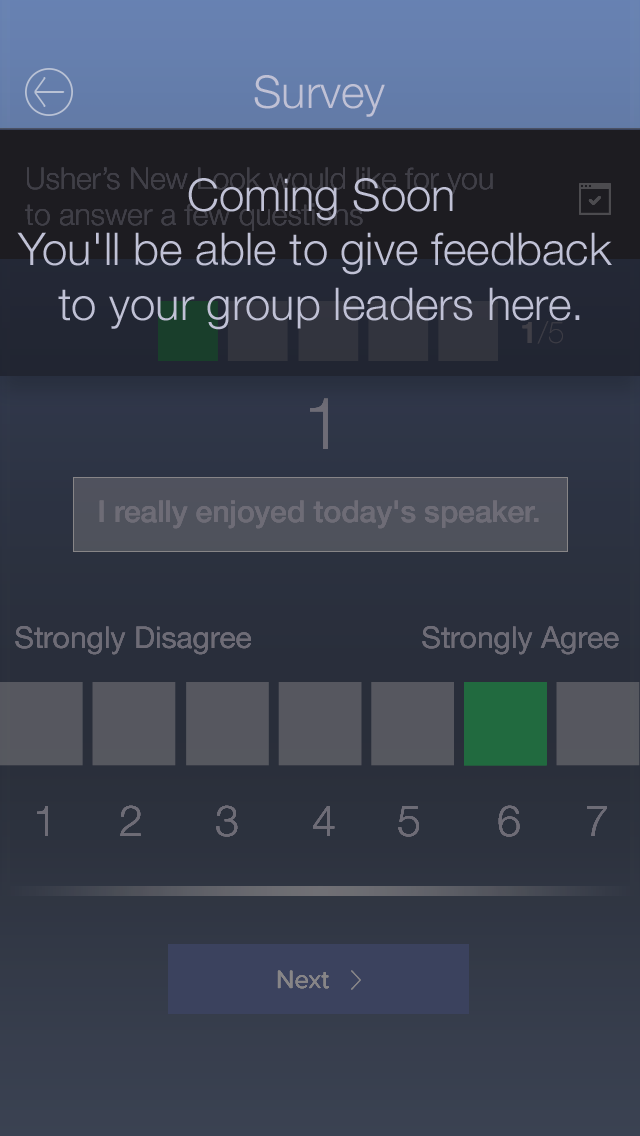 Survey
Usher’s New Look would like for you
to answer a few questions
Coming Soon
You'll be able to give feedback
to your group leaders here.
1/5
1
I really enjoyed today's speaker.
Strongly Disagree Strongly Agree
1 2 3 4 5 6 7
Next